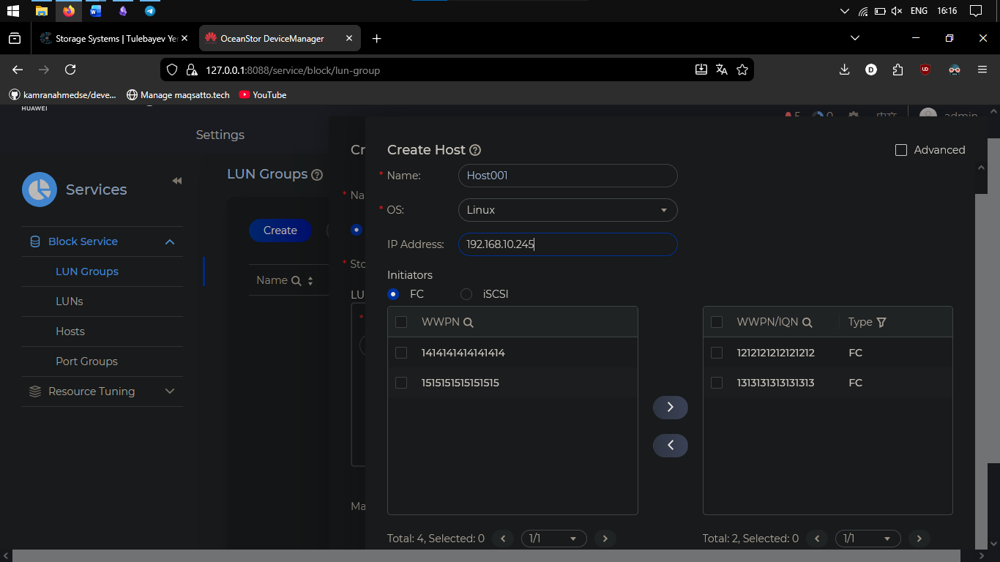 ENG 16:16
Storage Systems | Tulebayev Ye
OceanStor DeviceManager
127.0.0.1:8088/service/block/lun-group
kamranahmedse/deve...
Manage maqsatto.tech
YouTube
HUAWEI
5
0
中文
admin
Settings
Services
Block Service
LUN Groups
LUNs
Hosts
Port Groups
Resource Tuning
LUN Groups
Create
Name
Cr
* Na
* Sto
LU
*
Ma
Create Host
Advanced
* Name: Host001
* OS: Linux
IP Address: 192.168.10.245
Initiators
FC iSCSI
WWPN
1414141414141414
1515151515151515
Total: 4, Selected: 0 1/1
WWPN/IQN Type
1212121212121212 FC
1313131313131313 FC
Total: 2, Selected: 0 1/1